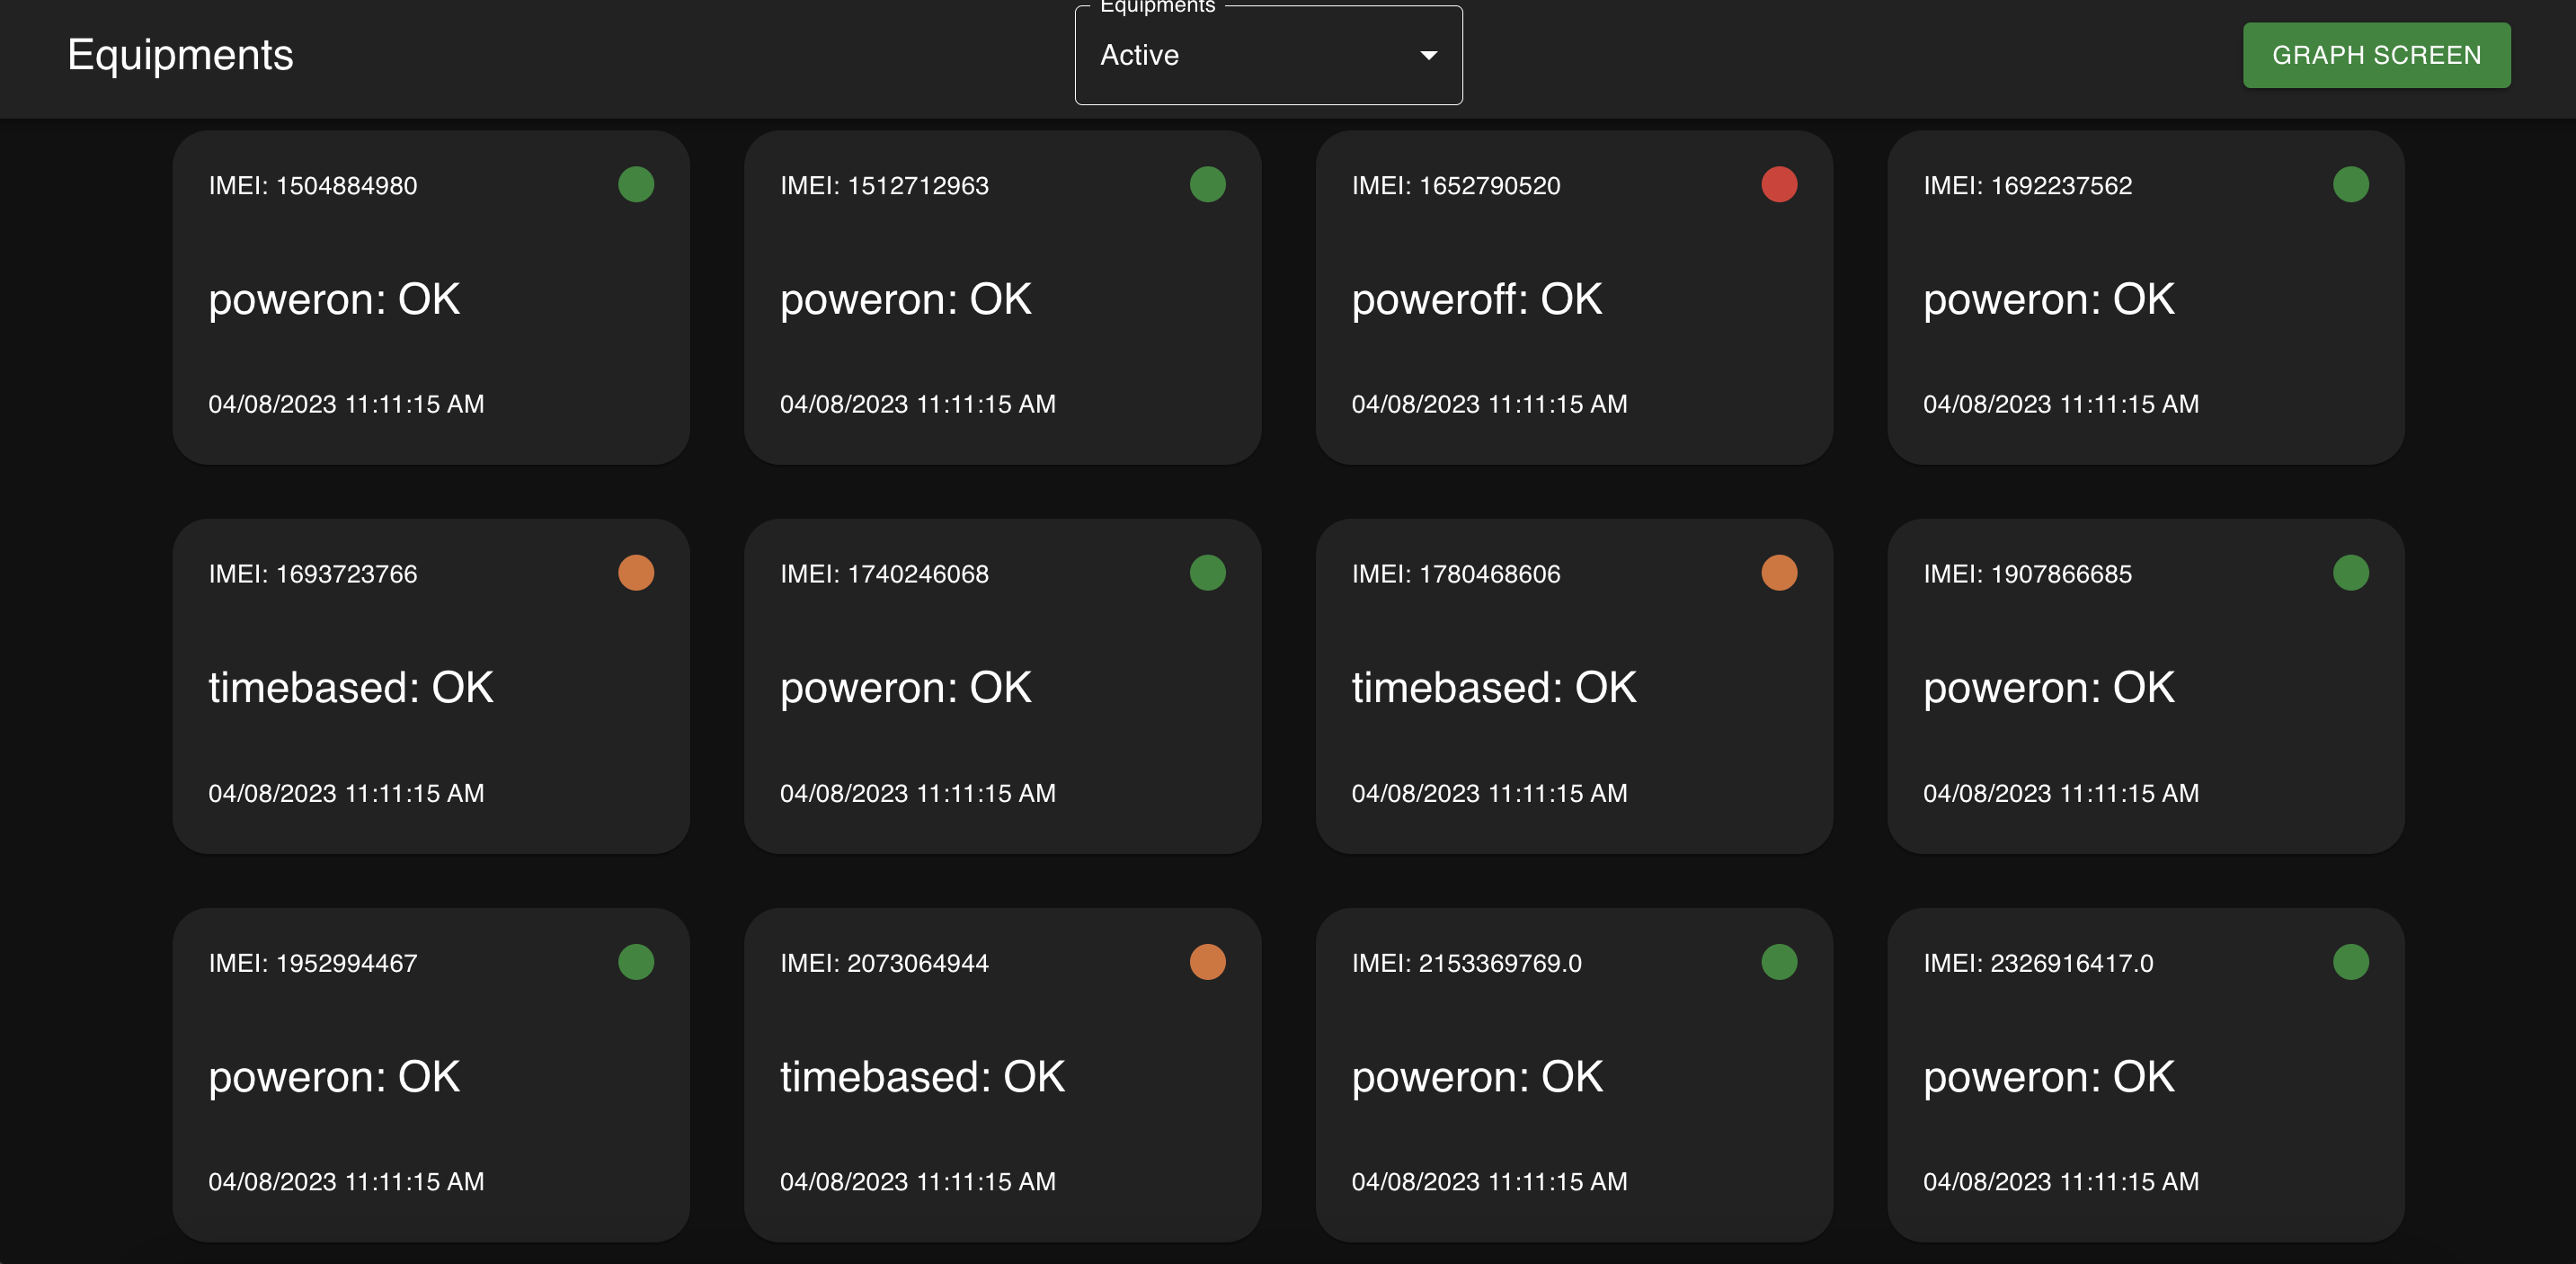 Equipments
Equipments
Active
GRAPH SCREEN
IMEI: 1504884980
poweron: OK
04/08/2023 11:11:15 AM
IMEI: 1512712963
poweron: OK
04/08/2023 11:11:15 AM
IMEI: 1652790520
poweroff: OK
04/08/2023 11:11:15 AM
IMEI: 1692237562
poweron: OK
04/08/2023 11:11:15 AM
IMEI: 1693723766
timebased: OK
04/08/2023 11:11:15 AM
IMEI: 1740246068
poweron: OK
04/08/2023 11:11:15 AM
IMEI: 1780468606
timebased: OK
04/08/2023 11:11:15 AM
IMEI: 1907866685
poweron: OK
04/08/2023 11:11:15 AM
IMEI: 1952994467
poweron: OK
04/08/2023 11:11:15 AM
IMEI: 2073064944
timebased: OK
04/08/2023 11:11:15 AM
IMEI: 2153369769.0
poweron: OK
04/08/2023 11:11:15 AM
IMEI: 2326916417.0
poweron: OK
04/08/2023 11:11:15 AM